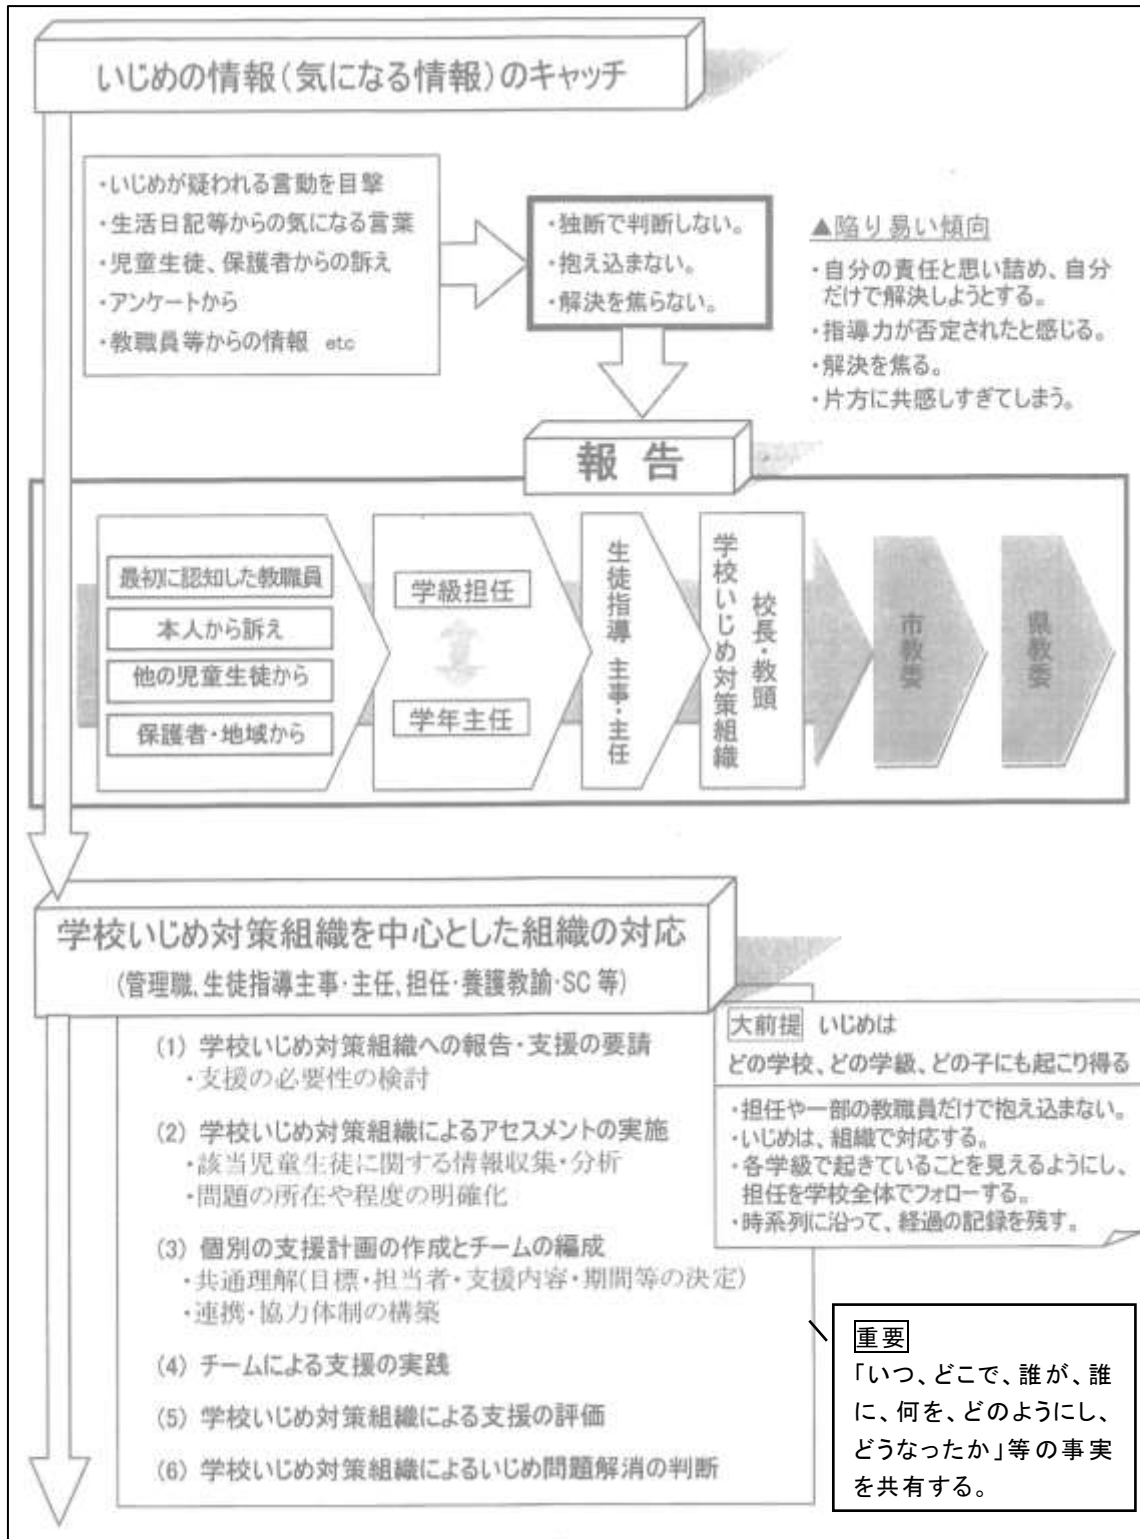 いじめの情報(気になる情報)のキャッチ
・いじめが疑われる言動を目撃
・生活日記等からの気になる言葉
・児童生徒、保護者からの訴え
・アンケートから
・教職員等からの情報 etc
・独断で判断しない。
・抱え込まない。
・解決を焦らない。
▲陥り易い傾向
・自分の責任と思い詰め、自分
だけで解決しようとする。
・指導力が否定されたと感じる。
・解決を焦る。
・片方に共感しすぎてしまう。
報告
最初に認知した教職員
本人から訴え
他の児童生徒から
保護者・地域から
学級担任
学年主任
生徒指導 主事・主任
校長・教頭
学校いじめ対策組織
市教委
県教委
学校いじめ対策組織を中心とした組織の対応
(管理職、生徒指導主事・主任、担任・養護教諭・SC 等)
(1) 学校いじめ対策組織への報告・支援の要請
・支援の必要性の検討
(2) 学校いじめ対策組織によるアセスメントの実施
・該当児童生徒に関する情報収集・分析
・問題の所在や程度の明確化
(3) 個別の支援計画の作成とチームの編成
・共通理解(目標・担当者・支援内容・期間等の決定)
・連携・協力体制の構築
(4) チームによる支援の実践
(5) 学校いじめ対策組織による支援の評価
(6) 学校いじめ対策組織によるいじめ問題解消の判断
大前提 いじめは
どの学校、どの学級、どの子にも起こり得る
・担任や一部の教職員だけで抱え込まない。
・いじめは、組織で対応する。
・各学級で起きていることを見えるようにし、
担任を学校全体でフォローする。
・時系列に沿って、経過の記録を残す。
重要
「いつ、どこで、誰が、誰
に、何を、どのようにし、
どうなったか」等の事実
を共有する。